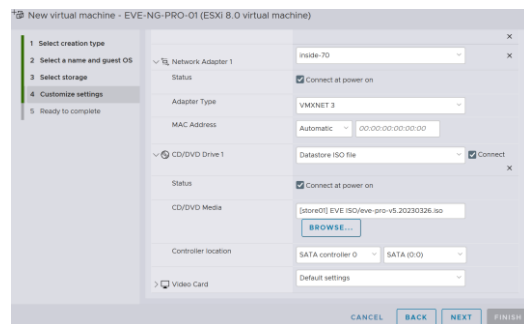 New virtual machine - EVE-NG-PRO-01 (ESXi 8.0 virtual machine)
1 Select creation type
2 Select a name and guest OS
3 Select storage
4 Customize settings
5 Ready to complete
Network Adapter 1
inside-70
Status
Connect at power on
Adapter Type
VMXNET 3
MAC Address
Automatic
00:00:00:00:00:00
CD/DVD Drive 1
Datastore ISO file
Connect
Status
Connect at power on
CD/DVD Media
[store01] EVE ISO/eve-pro-v5.20230326.iso
BROWSE...
Controller location
SATA controller 0
SATA (0:0)
Video Card
Default settings
CANCEL
BACK
NEXT
FINISH